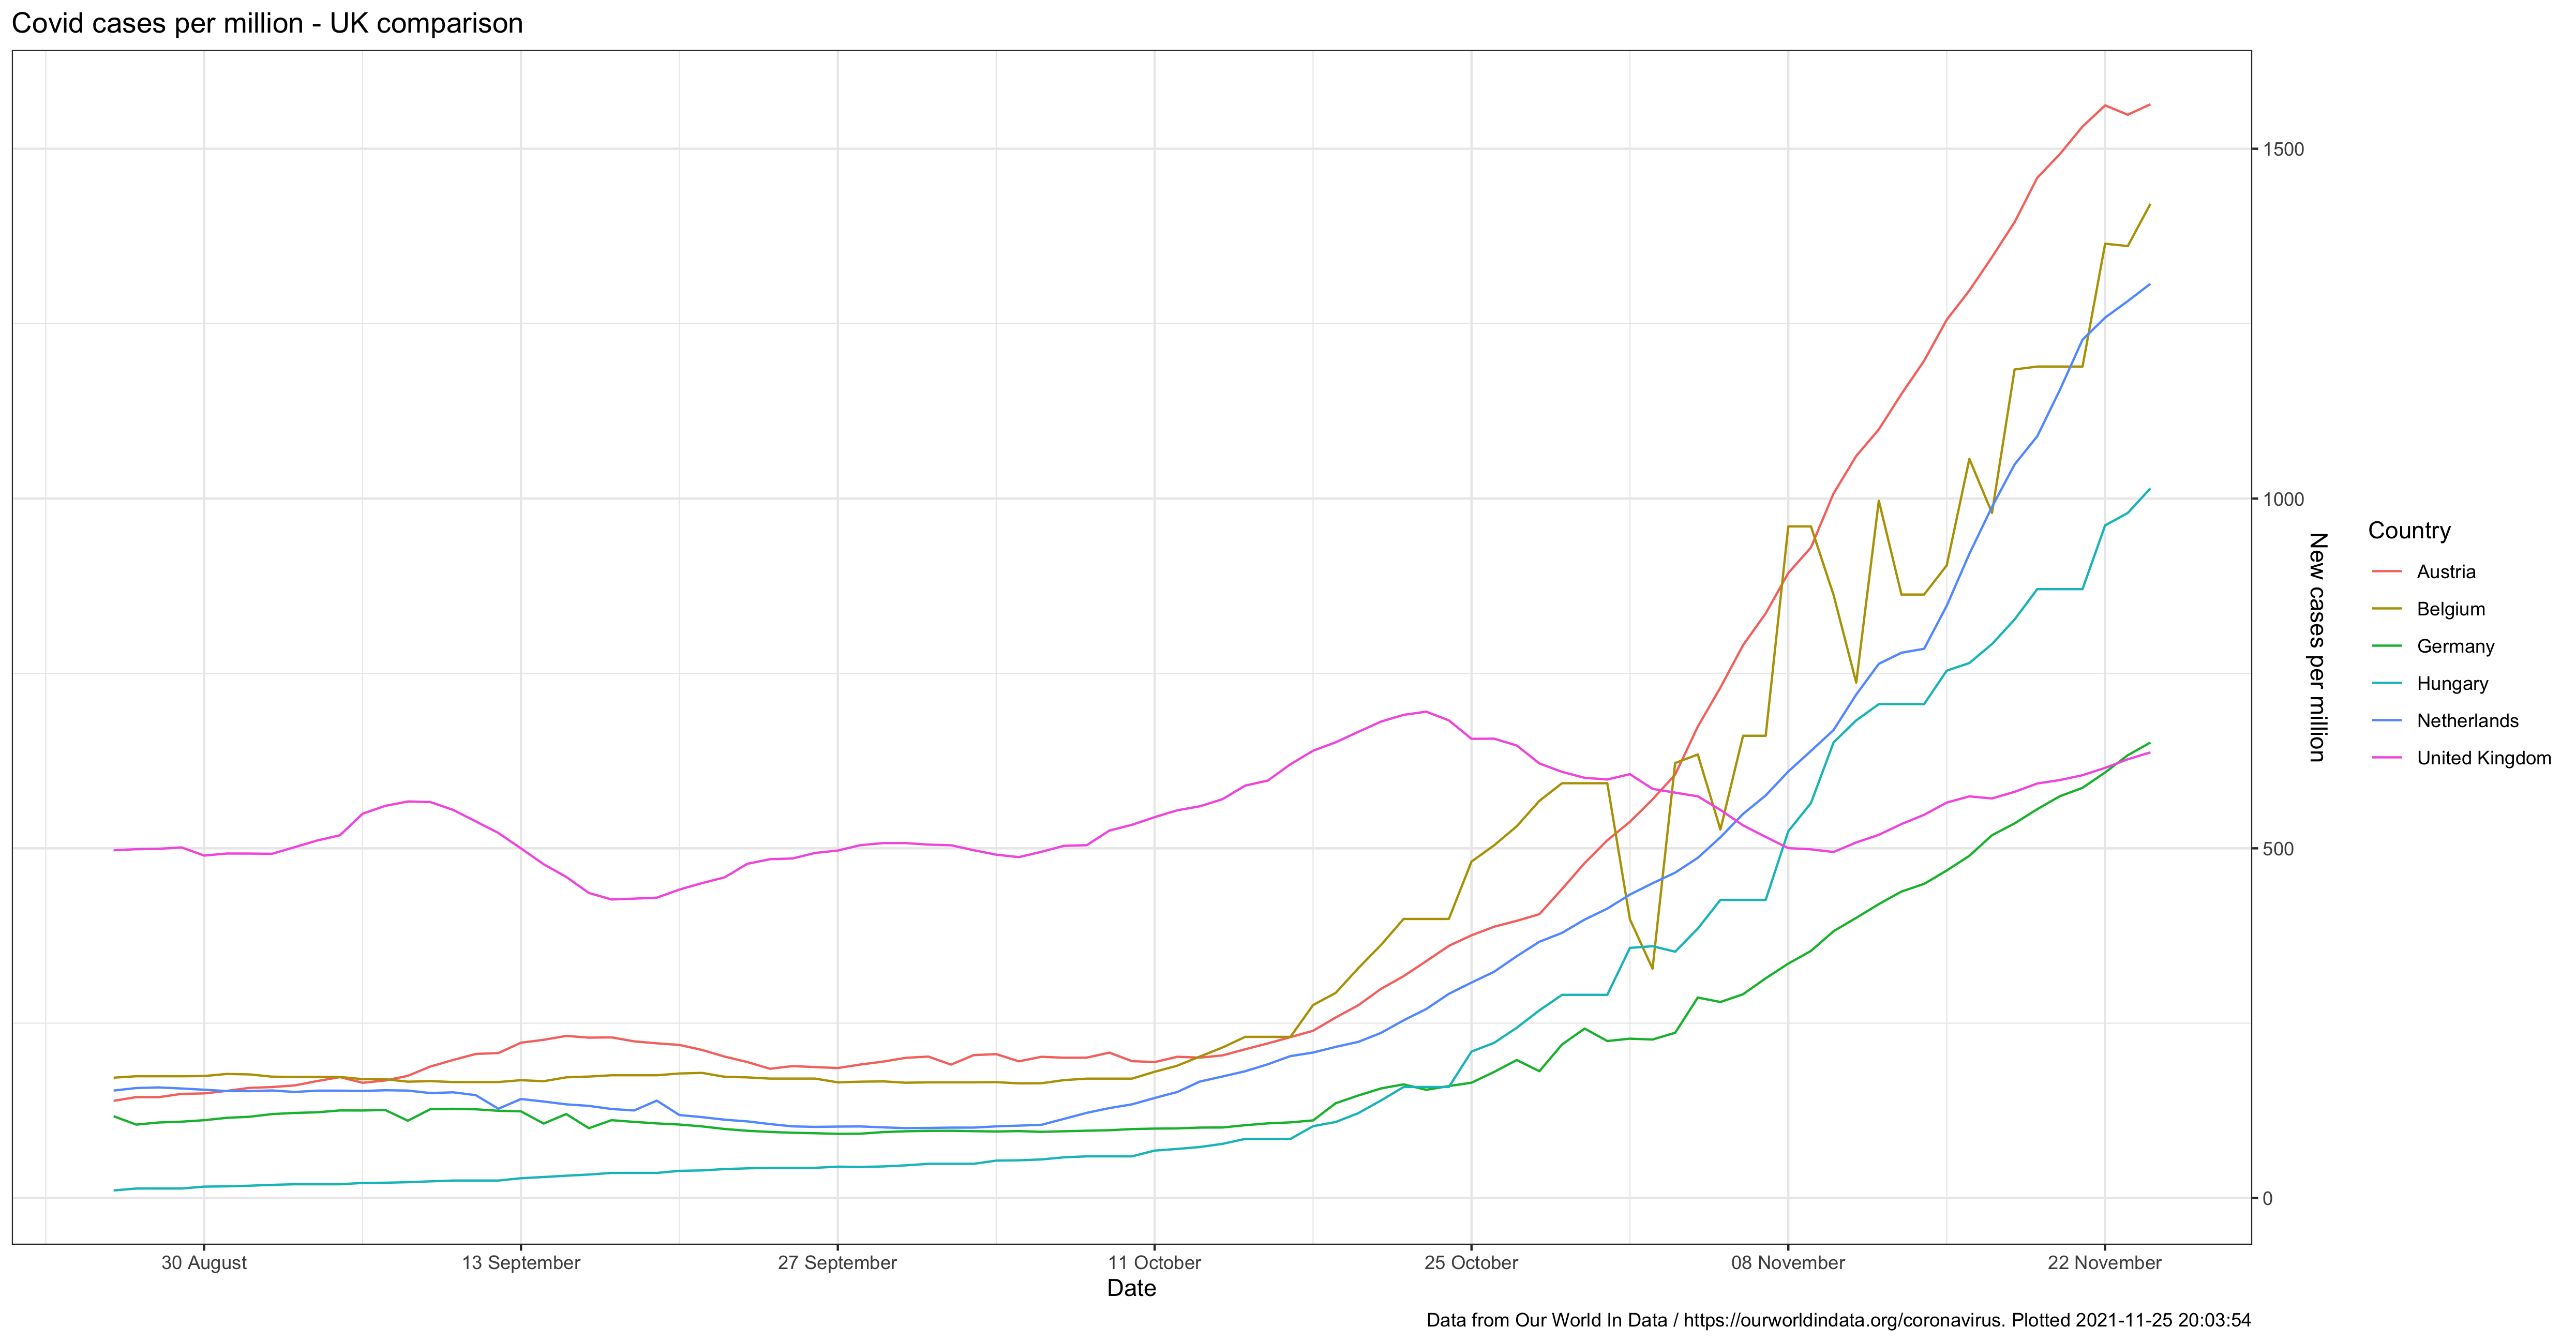 Covid cases per million - UK comparison
1500
1000
500
0
New cases per million
30 August
13 September
27 September
11 October
25 October
08 November
22 November
Date
Country
Austria
Belgium
Germany
Hungary
Netherlands
United Kingdom
Data from Our World In Data / https://ourworldindata.org/coronavirus. Plotted 2021-11-25 20:03:54